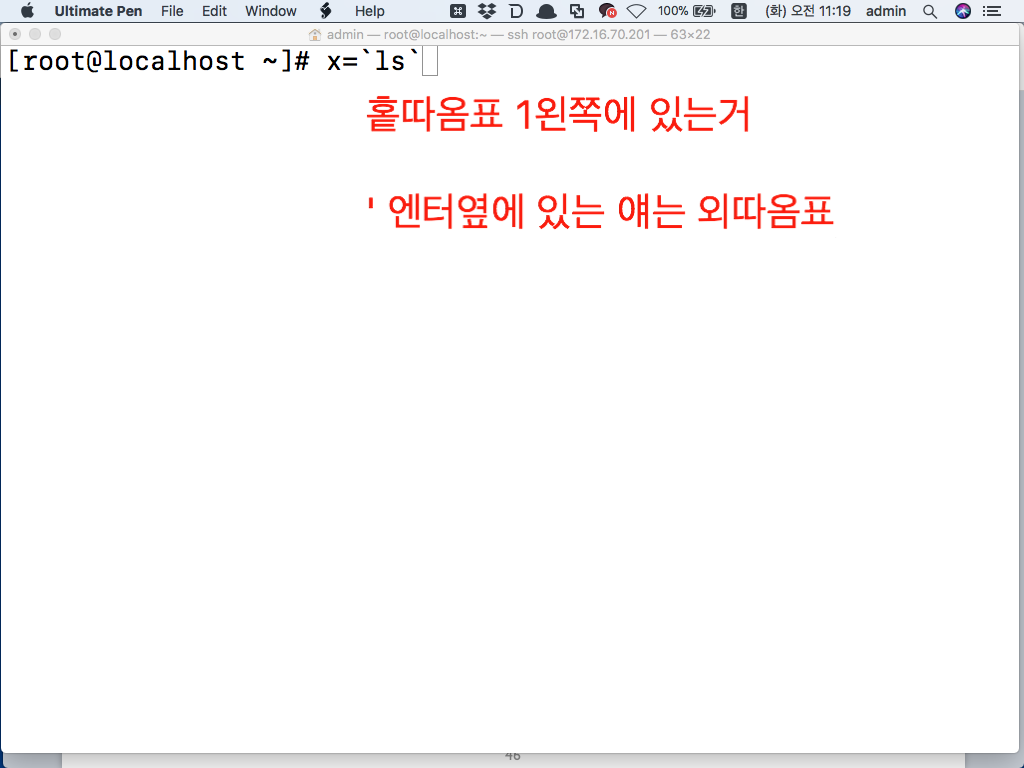 Ultimate Pen File Edit Window Help 100% 한 (화) 오전 11:19 admin
admin — root@localhost:~ — ssh root@172.16.70.201 — 63×22
[root@localhost ~]# x=`ls`
홑따옴표 1왼쪽에 있는거
' 엔터옆에 있는 얘는 외따옴표
46